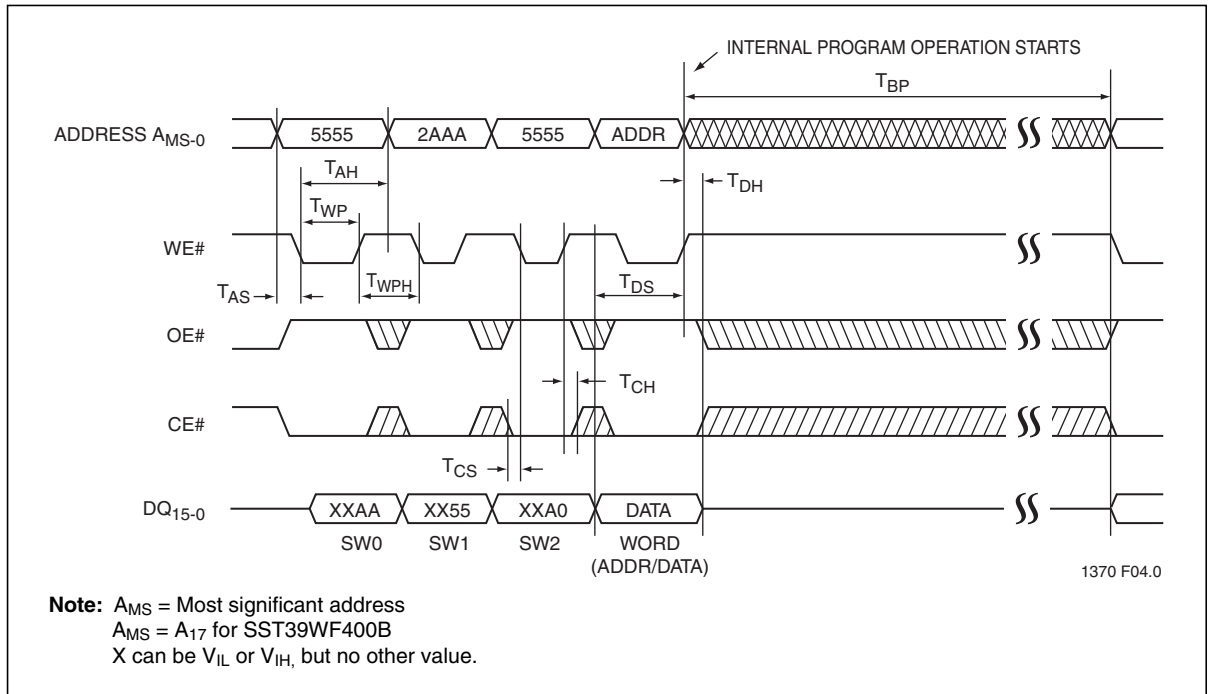 INTERNAL PROGRAM OPERATION STARTS
TBP
ADDRESS AMS-0
5555 2AAA 5555 ADDR
TAH
TDH
TWP
WE#
TWPH
TDS
TAS
OE#
TCH
CE#
TCS
DQ15-0
XXAA XX55 XXA0 DATA
SW0 SW1 SW2 WORD
(ADDR/DATA)
1370 F04.0
Note: AMS = Most significant address
AMS = A17 for SST39WF400B
X can be VIL or VIH, but no other value.